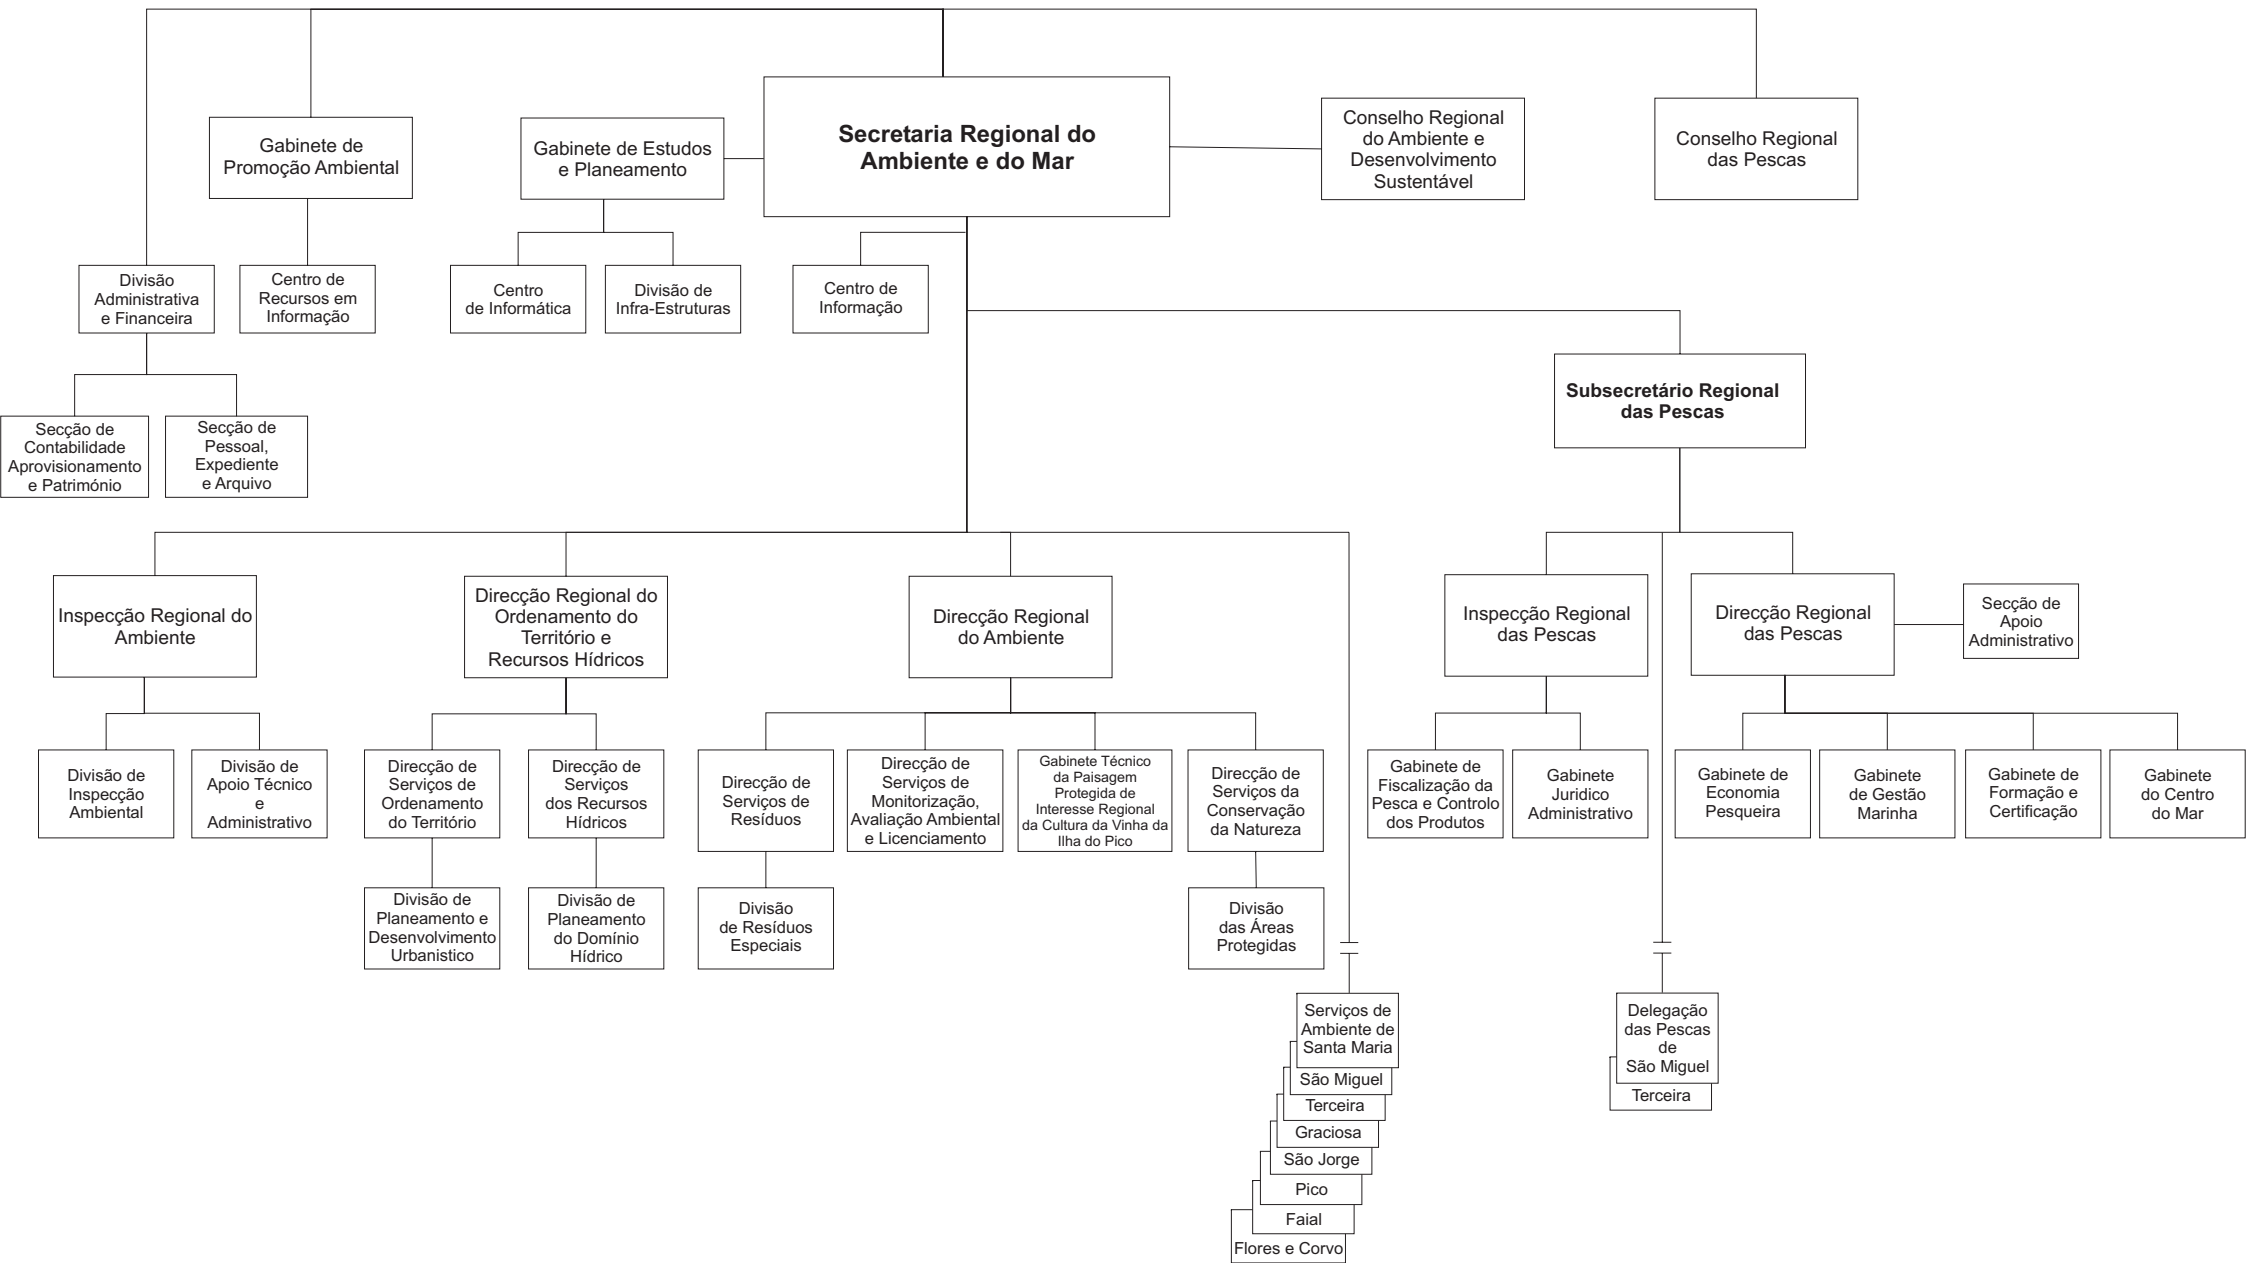 Secretaria Regional do
Ambiente e do Mar
Gabinete de
Promoção Ambiental
Gabinete de Estudos
e Planeamento
Conselho Regional
do Ambiente e
Desenvolvimento
Sustentável
Conselho Regional
das Pescas
Divisão
Administrativa
e Financeira
Centro de
Recursos em
Informação
Centro
de Informática
Divisão de
Infra-Estruturas
Centro de
Informação
Subsecretário Regional
das Pescas
Secção de
Contabilidade
Aprovisionamento
e Património
Secção de
Pessoal,
Expediente
e Arquivo
Inspecção Regional do
Ambiente
Direcção Regional do
Ordenamento do
Território e
Recursos Hídricos
Direcção Regional
do Ambiente
Inspecção Regional
das Pescas
Direcção Regional
das Pescas
Secção de
Apoio
Administrativo
Divisão de
Inspecção
Ambiental
Divisão de
Apoio Técnico
e
Administrativo
Direcção de
Serviços de
Ordenamento
do Território
Direcção de
Serviços
dos Recursos
Hídricos
Direcção de
Serviços de
Resíduos
Direcção de
Serviços de
Monitorização,
Avaliação Ambiental
e Licenciamento
Gabinete Técnico
da Paisagem
Protegida de
Interesse Regional
da Cultura da Vinha da
Ilha do Pico
Direcção de
Serviços da
Conservação
da Natureza
Gabinete de
Fiscalização da
Pesca e Controlo
dos Produtos
Gabinete
Juridico
Administrativo
Gabinete de
Economia
Pesqueira
Gabinete
de Gestão
Marinha
Gabinete de
Formação e
Certificação
Gabinete
do Centro
do Mar
Divisão de
Planeamento e
Desenvolvimento
Urbanistico
Divisão de
Planeamento
do Domínio
Hídrico
Divisão
de Resíduos
Especiais
Divisão
das Áreas
Protegidas
Serviços de
Ambiente de
Santa Maria
São Miguel
Terceira
Graciosa
São Jorge
Pico
Faial
Flores e Corvo
Delegação
das Pescas
de
São Miguel
Terceira